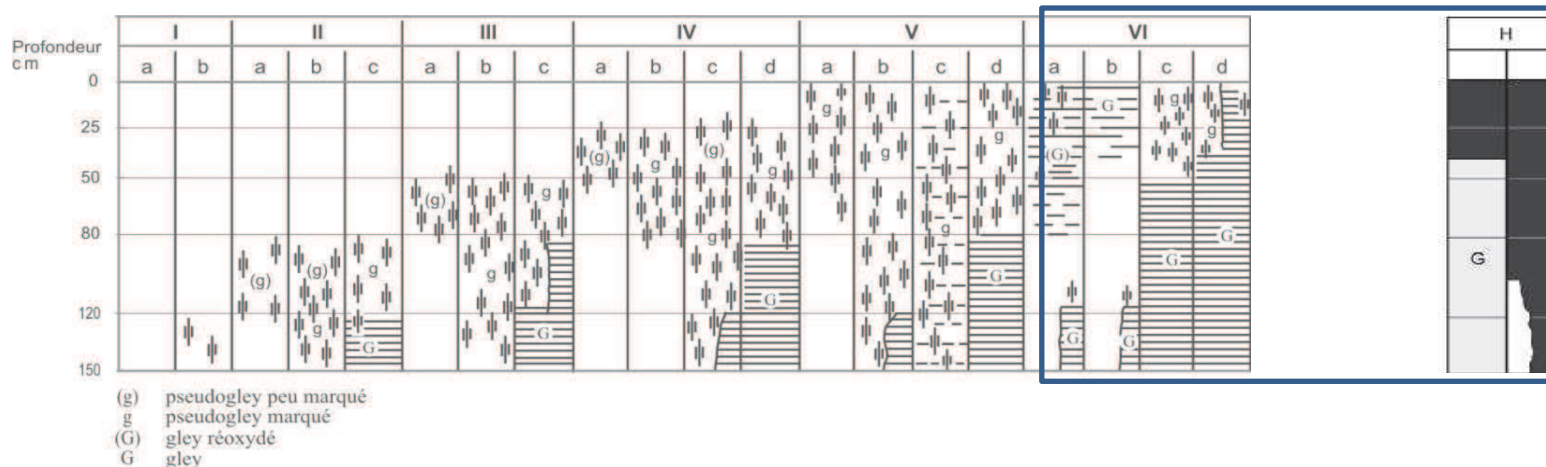 I II III IV V VI H
Profondeur
cm
a b a b c a b c a b c d a b c d a b c d
0
g g g (G) G g g
25
(g) g (g) g g g
50
(g) g (g) g
80
(g) (g) g g g g G G G G
120
g G G G G
150
(g) pseudogley peu marqué
g pseudogley marqué
(G) gley réoxydé
G gley